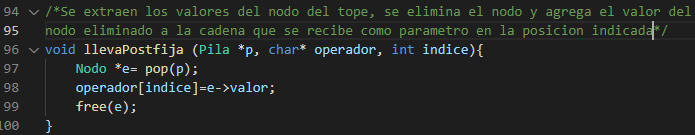 94 /*Se extraen los valores del nodo del tope, se elimina el nodo y agrega el valor del
95 nodo eliminado a la cadena que se recibe como parametro en la posicion indicada*/
96 void llevaPostfija (Pila *p, char* operador, int indice){
97 Nodo *e= pop(p);
98 operador[indice]=e->valor;
99 free(e);
100 }